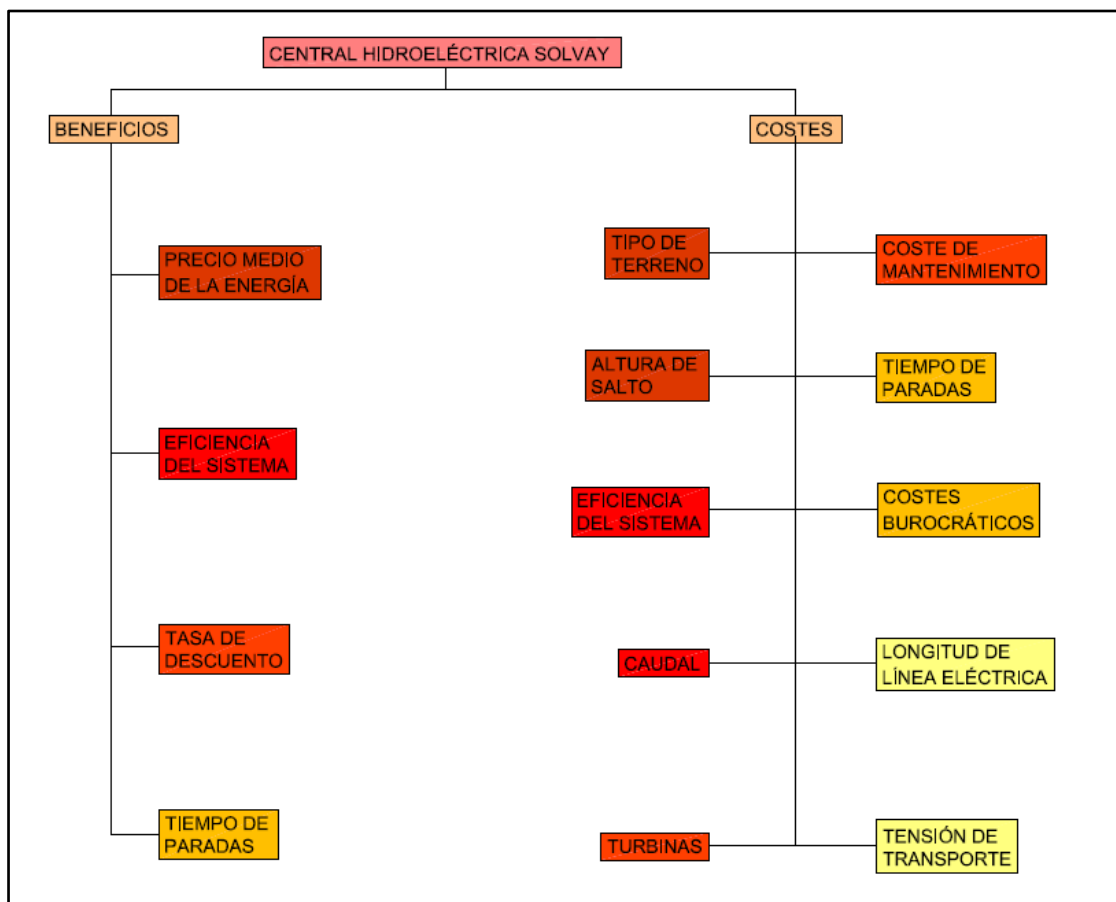 CENTRAL HIDROELÉCTRICA SOLVAY
BENEFICIOS
COSTES
PRECIO MEDIO
DE LA ENERGÍA
EFICIENCIA
DEL SISTEMA
TASA DE
DESCUENTO
TIEMPO DE
PARADAS
TIPO DE
TERRENO
COSTE DE
MANTENIMIENTO
ALTURA DE
SALTO
TIEMPO DE
PARADAS
EFICIENCIA
DEL SISTEMA
COSTES
BUROCRÁTICOS
CAUDAL
LONGITUD DE
LÍNEA ELÉCTRICA
TURBINAS
TENSIÓN DE
TRANSPORTE